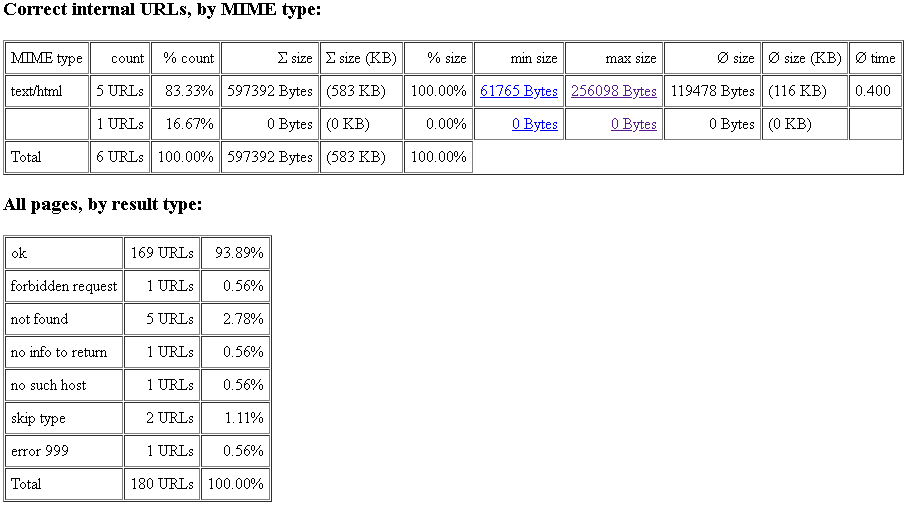 Correct internal URLs, by MIME type:
MIME type count % count Σ size Σ size (KB) % size min size max size Ø size Ø size (KB) Ø time
text/html 5 URLs 83.33% 597392 Bytes (583 KB) 100.00% 61765 Bytes 256098 Bytes 119478 Bytes (116 KB) 0.400
1 URLs 16.67% 0 Bytes (0 KB) 0.00% 0 Bytes 0 Bytes 0 Bytes (0 KB)
Total 6 URLs 100.00% 597392 Bytes (583 KB) 100.00%
All pages, by result type:
ok 169 URLs 93.89%
forbidden request 1 URLs 0.56%
not found 5 URLs 2.78%
no info to return 1 URLs 0.56%
no such host 1 URLs 0.56%
skip type 2 URLs 1.11%
error 999 1 URLs 0.56%
Total 180 URLs 100.00%